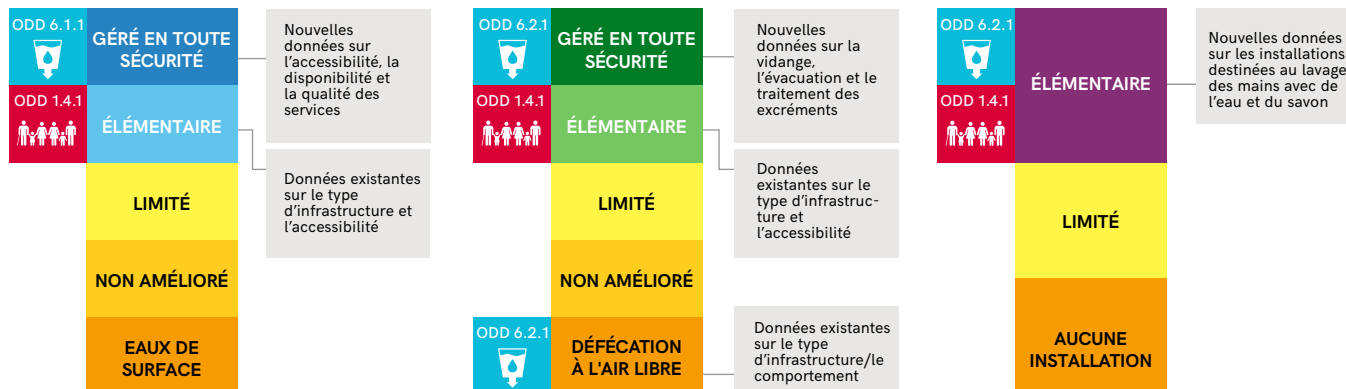 ODD 6.1.1
GÉRÉ EN TOUTE
SÉCURITÉ
Nouvelles
données sur
l'accessibilité, la
disponibilité et
la qualité des
services
ODD 1.4.1
ÉLÉMENTAIRE
Données existantes
sur le type
d'infrastructure et
l'accessibilité
LIMITÉ
NON AMÉLIORÉ
EAUX DE
SURFACE
ODD 6.2.1
GÉRÉ EN TOUTE
SÉCURITÉ
Nouvelles
données sur la
vidange,
l'évacuation et le
traitement des
excréments
ODD 1.4.1
ÉLÉMENTAIRE
Données
existantes sur le
type d'infrastruc-
ture et
l'accessibilité
LIMITÉ
NON AMÉLIORÉ
ODD 6.2.1
DÉFÉCATION
À L'AIR LIBRE
Données existantes
sur le type
d'infrastructure/le
comportement
ODD 6.2.1
ODD 1.4.1
ÉLÉMENTAIRE
Nouvelles données
sur les installations
destinées au lavage
des mains avec de
l'eau et du savon
LIMITÉ
AUCUNE
INSTALLATION